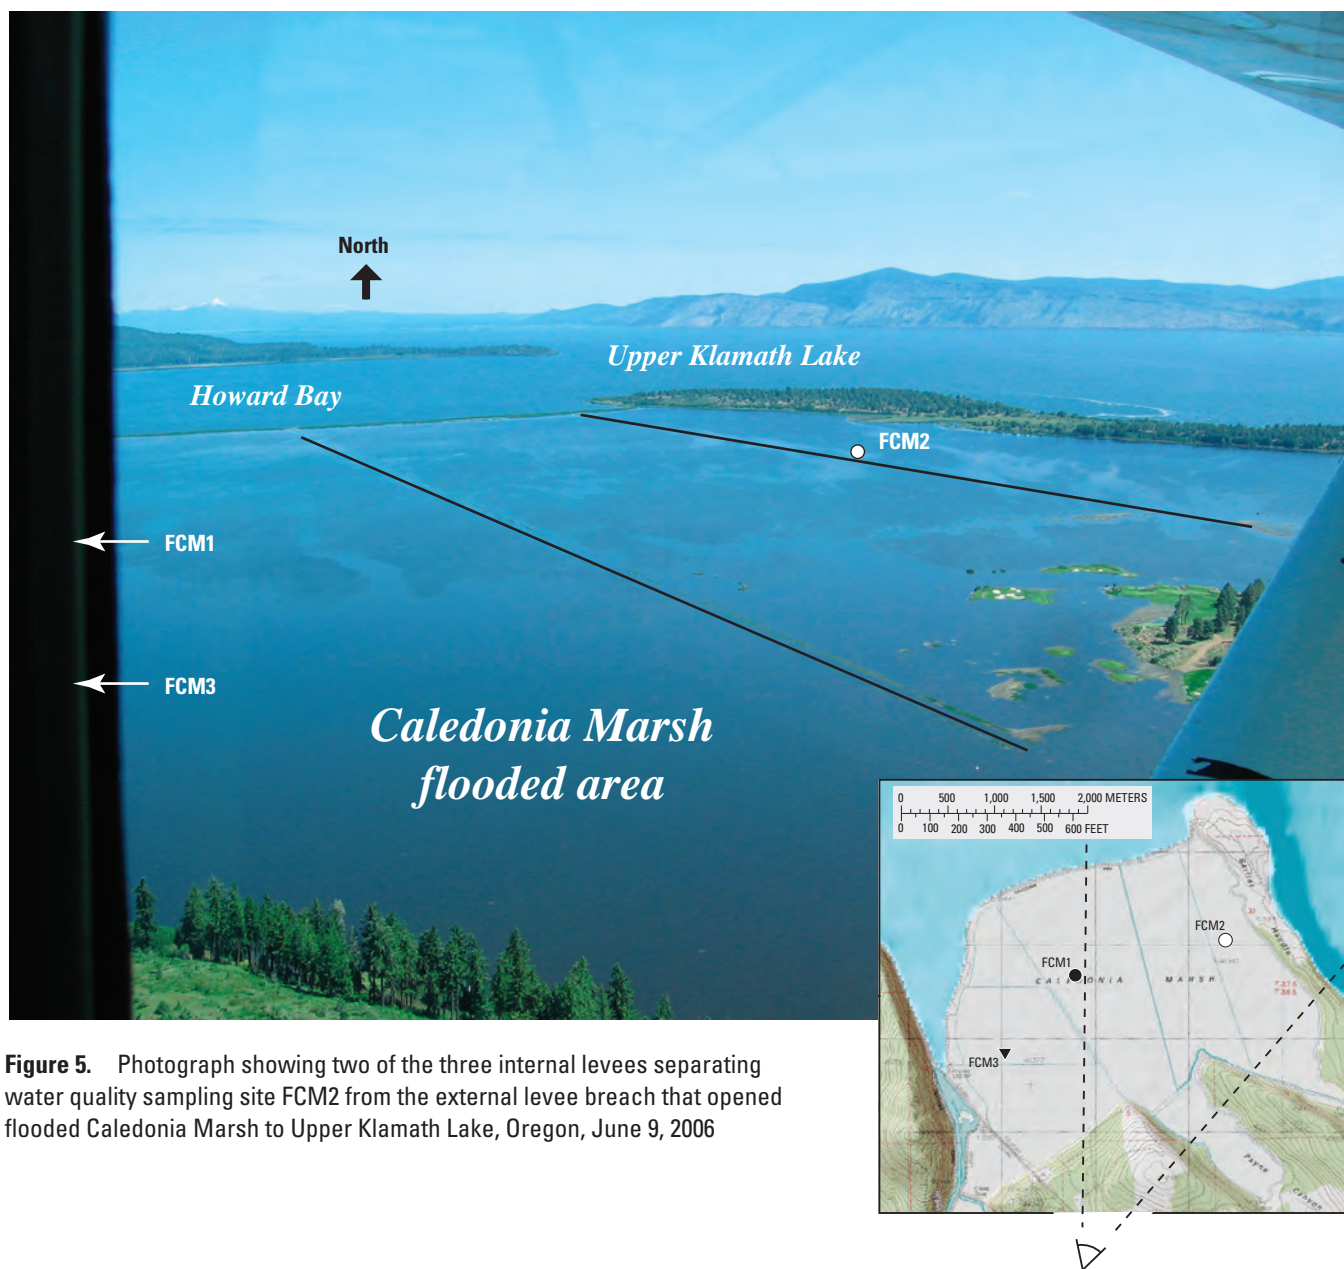 North
Upper Klamath Lake
Howard Bay
FCM2
FCM1
FCM3
Caledonia Marsh
flooded area
0 500 1,000 1,500 2,000 METERS
0 100 200 300 400 500 600 FEET
FCM2
FCM1
CALEDONIA MARSH
FCM3
Payne
Canyon
Figure 5. Photograph showing two of the three internal levees separating
water quality sampling site FCM2 from the external levee breach that opened
flooded Caledonia Marsh to Upper Klamath Lake, Oregon, June 9, 2006